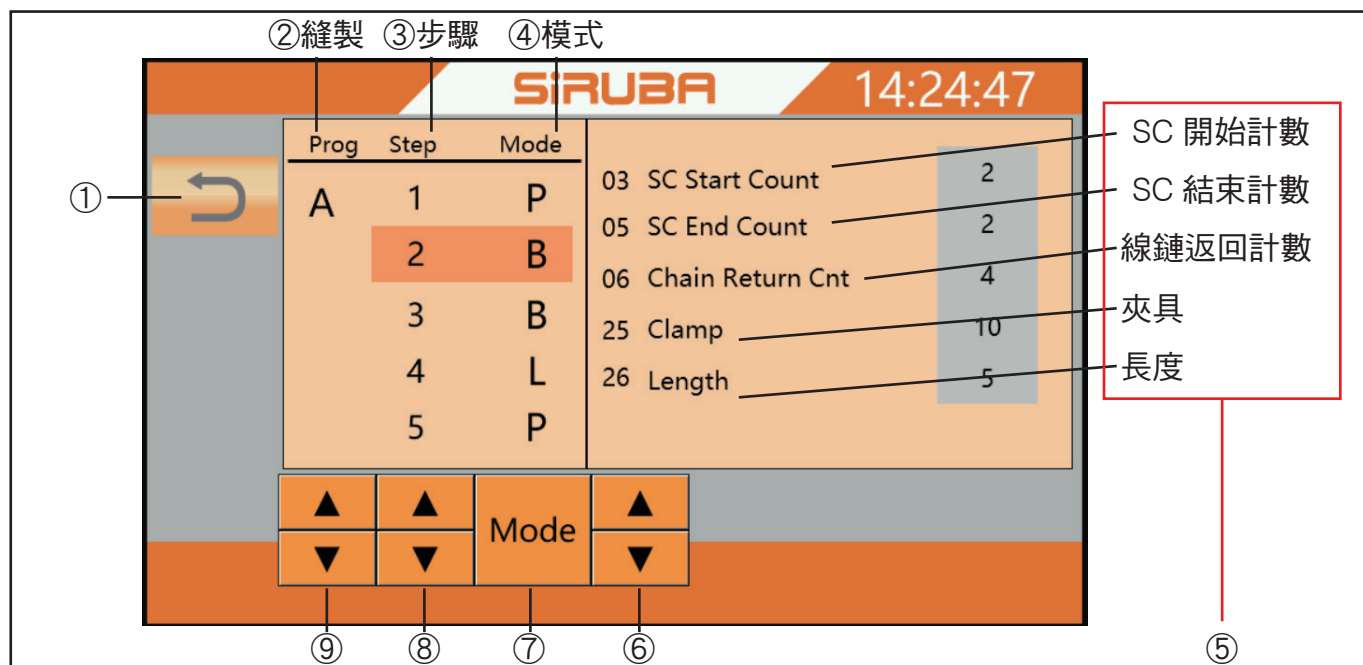 ②縫製 ③步驟 ④模式
SiRUBA 14:24:47
Prog Step Mode
①
A 1 P
2 B
3 B
4 L
5 P
03 SC Start Count 2
05 SC End Count 2
06 Chain Return Cnt 4
25 Clamp 10
26 Length 5
SC 開始計數
SC 結束計數
線鏈返回計數
夾具
長度
▲ ▲ Mode ▲
▼ ▼ ▼
⑨ ⑧ ⑦ ⑥ ⑤